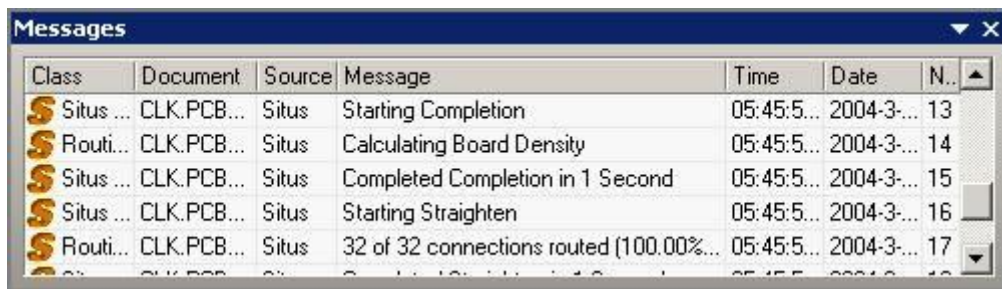 Messages
Class Document Source Message Time Date N..
Situs ... CLK.PCB... Situs Starting Completion 05:45:5... 2004-3-... 13
Routi... CLK.PCB... Situs Calculating Board Density 05:45:5... 2004-3-... 14
Situs ... CLK.PCB... Situs Completed Completion in 1 Second 05:45:5... 2004-3-... 15
Situs ... CLK.PCB... Situs Starting Straighten 05:45:5... 2004-3-... 16
Routi... CLK.PCB... Situs 32 of 32 connections routed (100.00%... 05:45:5... 2004-3-... 17